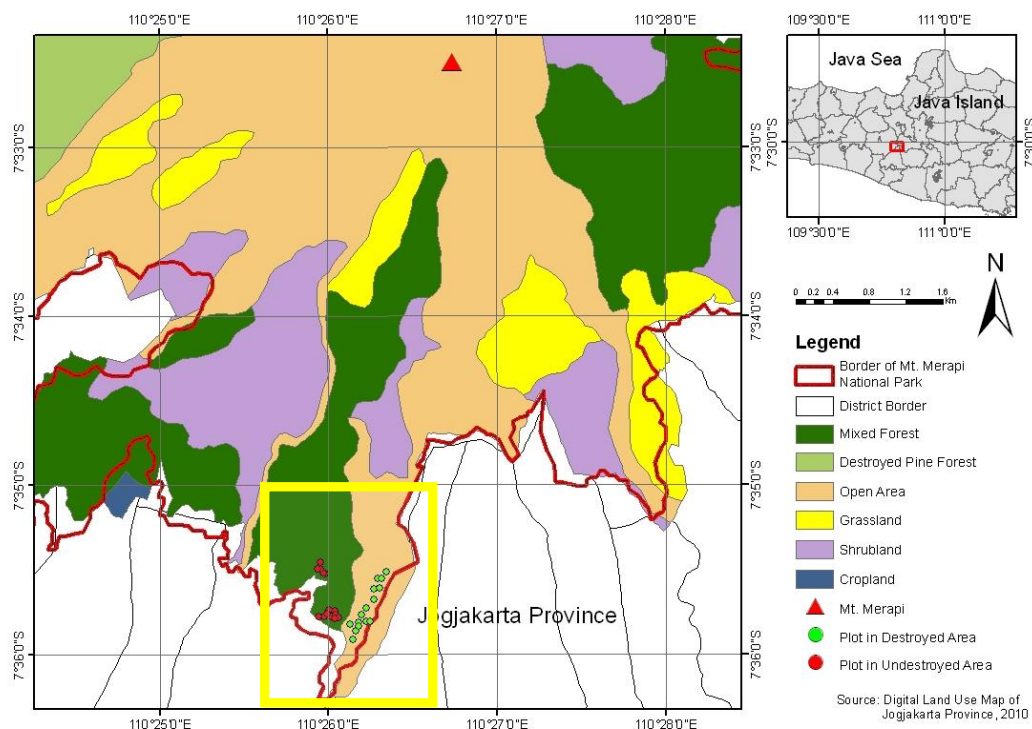 110°25'0"E 110°26'0"E 110°27'0"E 110°28'0"E
7°33'0"S
7°34'0"S
7°35'0"S
7°36'0"S
7°33'0"S
7°34'0"S
7°35'0"S
7°36'0"S
Jogjakarta Province
110°25'0"E 110°26'0"E 110°27'0"E 110°28'0"E
109°30'0"E 111°0'0"E
Java Sea
Java Island
7°30'0"S
7°30'0"S
109°30'0"E 111°0'0"E
N
0 0.2 0.4 0.8 1.2 1.6
Km
Legend
Border of Mt. Merapi
National Park
District Border
Mixed Forest
Destroyed Pine Forest
Open Area
Grassland
Shrubland
Cropland
Mt. Merapi
Plot in Destroyed Area
Plot in Undestroyed Area
Source: Digital Land Use Map of
Jogjakarta Province, 2010